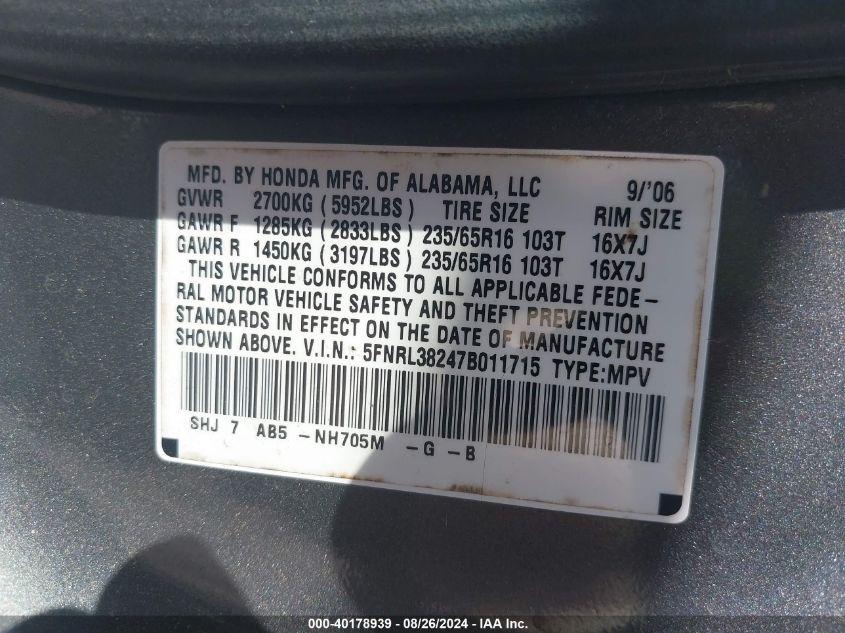 MFD. BY HONDA MFG. OF ALABAMA, LLC 9/'06
GVWR 2700KG (5952LBS) TIRE SIZE RIM SIZE
GAWR F 1285KG (2833LBS) 235/65R16 103T 16X7J
GAWR R 1450KG (3197LBS) 235/65R16 103T 16X7J
THIS VEHICLE CONFORMS TO ALL APPLICABLE FEDE-
RAL MOTOR VEHICLE SAFETY AND THEFT PREVENTION
STANDARDS IN EFFECT ON THE DATE OF MANUFACTURE
SHOWN ABOVE. V.I.N.: 5FNRL38247B011715 TYPE:MPV
SHJ 7 AB5 -NH705M -G -B
000-40178939 - 08/26/2024 - IAA Inc.